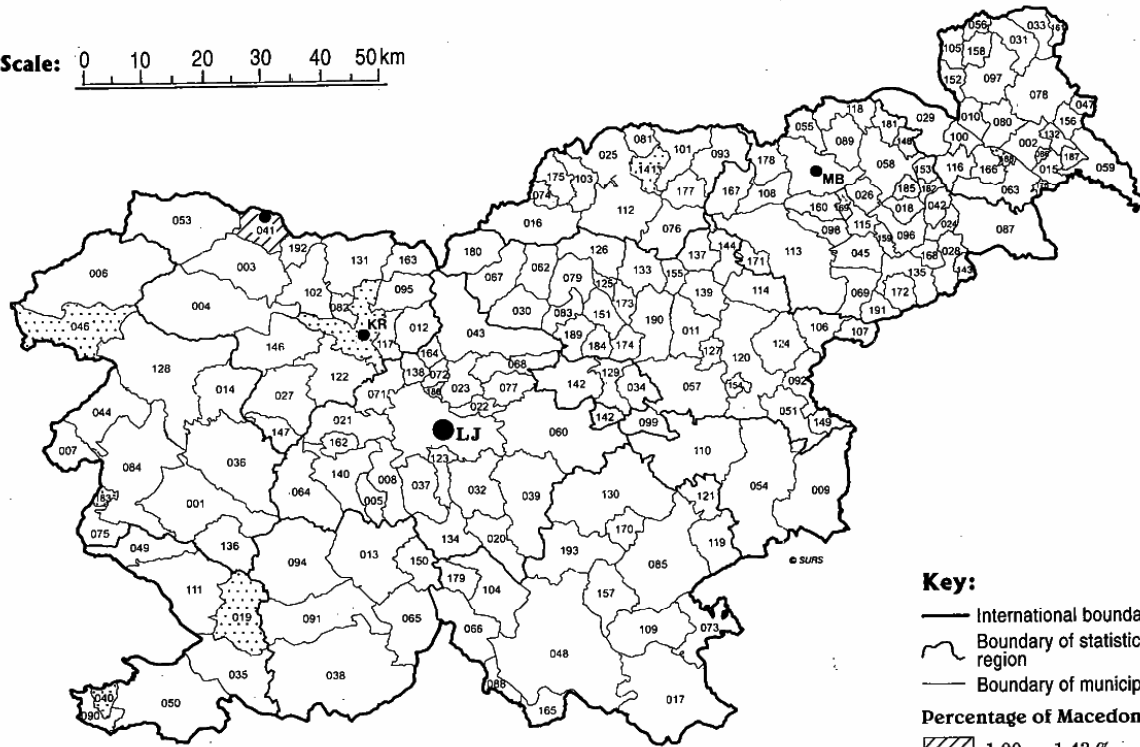 Scale: 0 10 20 30 40 50 km
056 033 161
105 158 031
152 097
078
118 029 010 080 047
055 181 156
081 089 148 100 002 132
025 101 093 058 166 187
141 178 MB 153 116 015 059
175 103 177 167 108 185 182 063
074 026
053 016 112 160 169 018 042
041 076 098 115 024 087
192 180 126 144 159 096
131 163 062 137 171 113 045 168 028
006 003 067 079 133 155 135 143
102 095 125 139 114 069 172
004 082 030 083 151 173 191
046 KR 012 043 190 011 106 107
117 189 184 174
146 164 127 120 124
128 138 072 068 129
122 188 023 077 142 034 057 154 092
014 027 071 022 051
044 021 142 099 149
147 LJ 060
007 162 110
036 123
084 140 008 037 032 054 009
183 064 005 039 130 121
001
075 136 134 020 170 119
049 013 193
094 150 085 © SURS
111 179 104 157
019 091 065
066 109 073
048
035 038
040 050 088
090 165 017
Key:
International bounda
Boundary of statistic
region
Boundary of municip
Percentage of Macedon